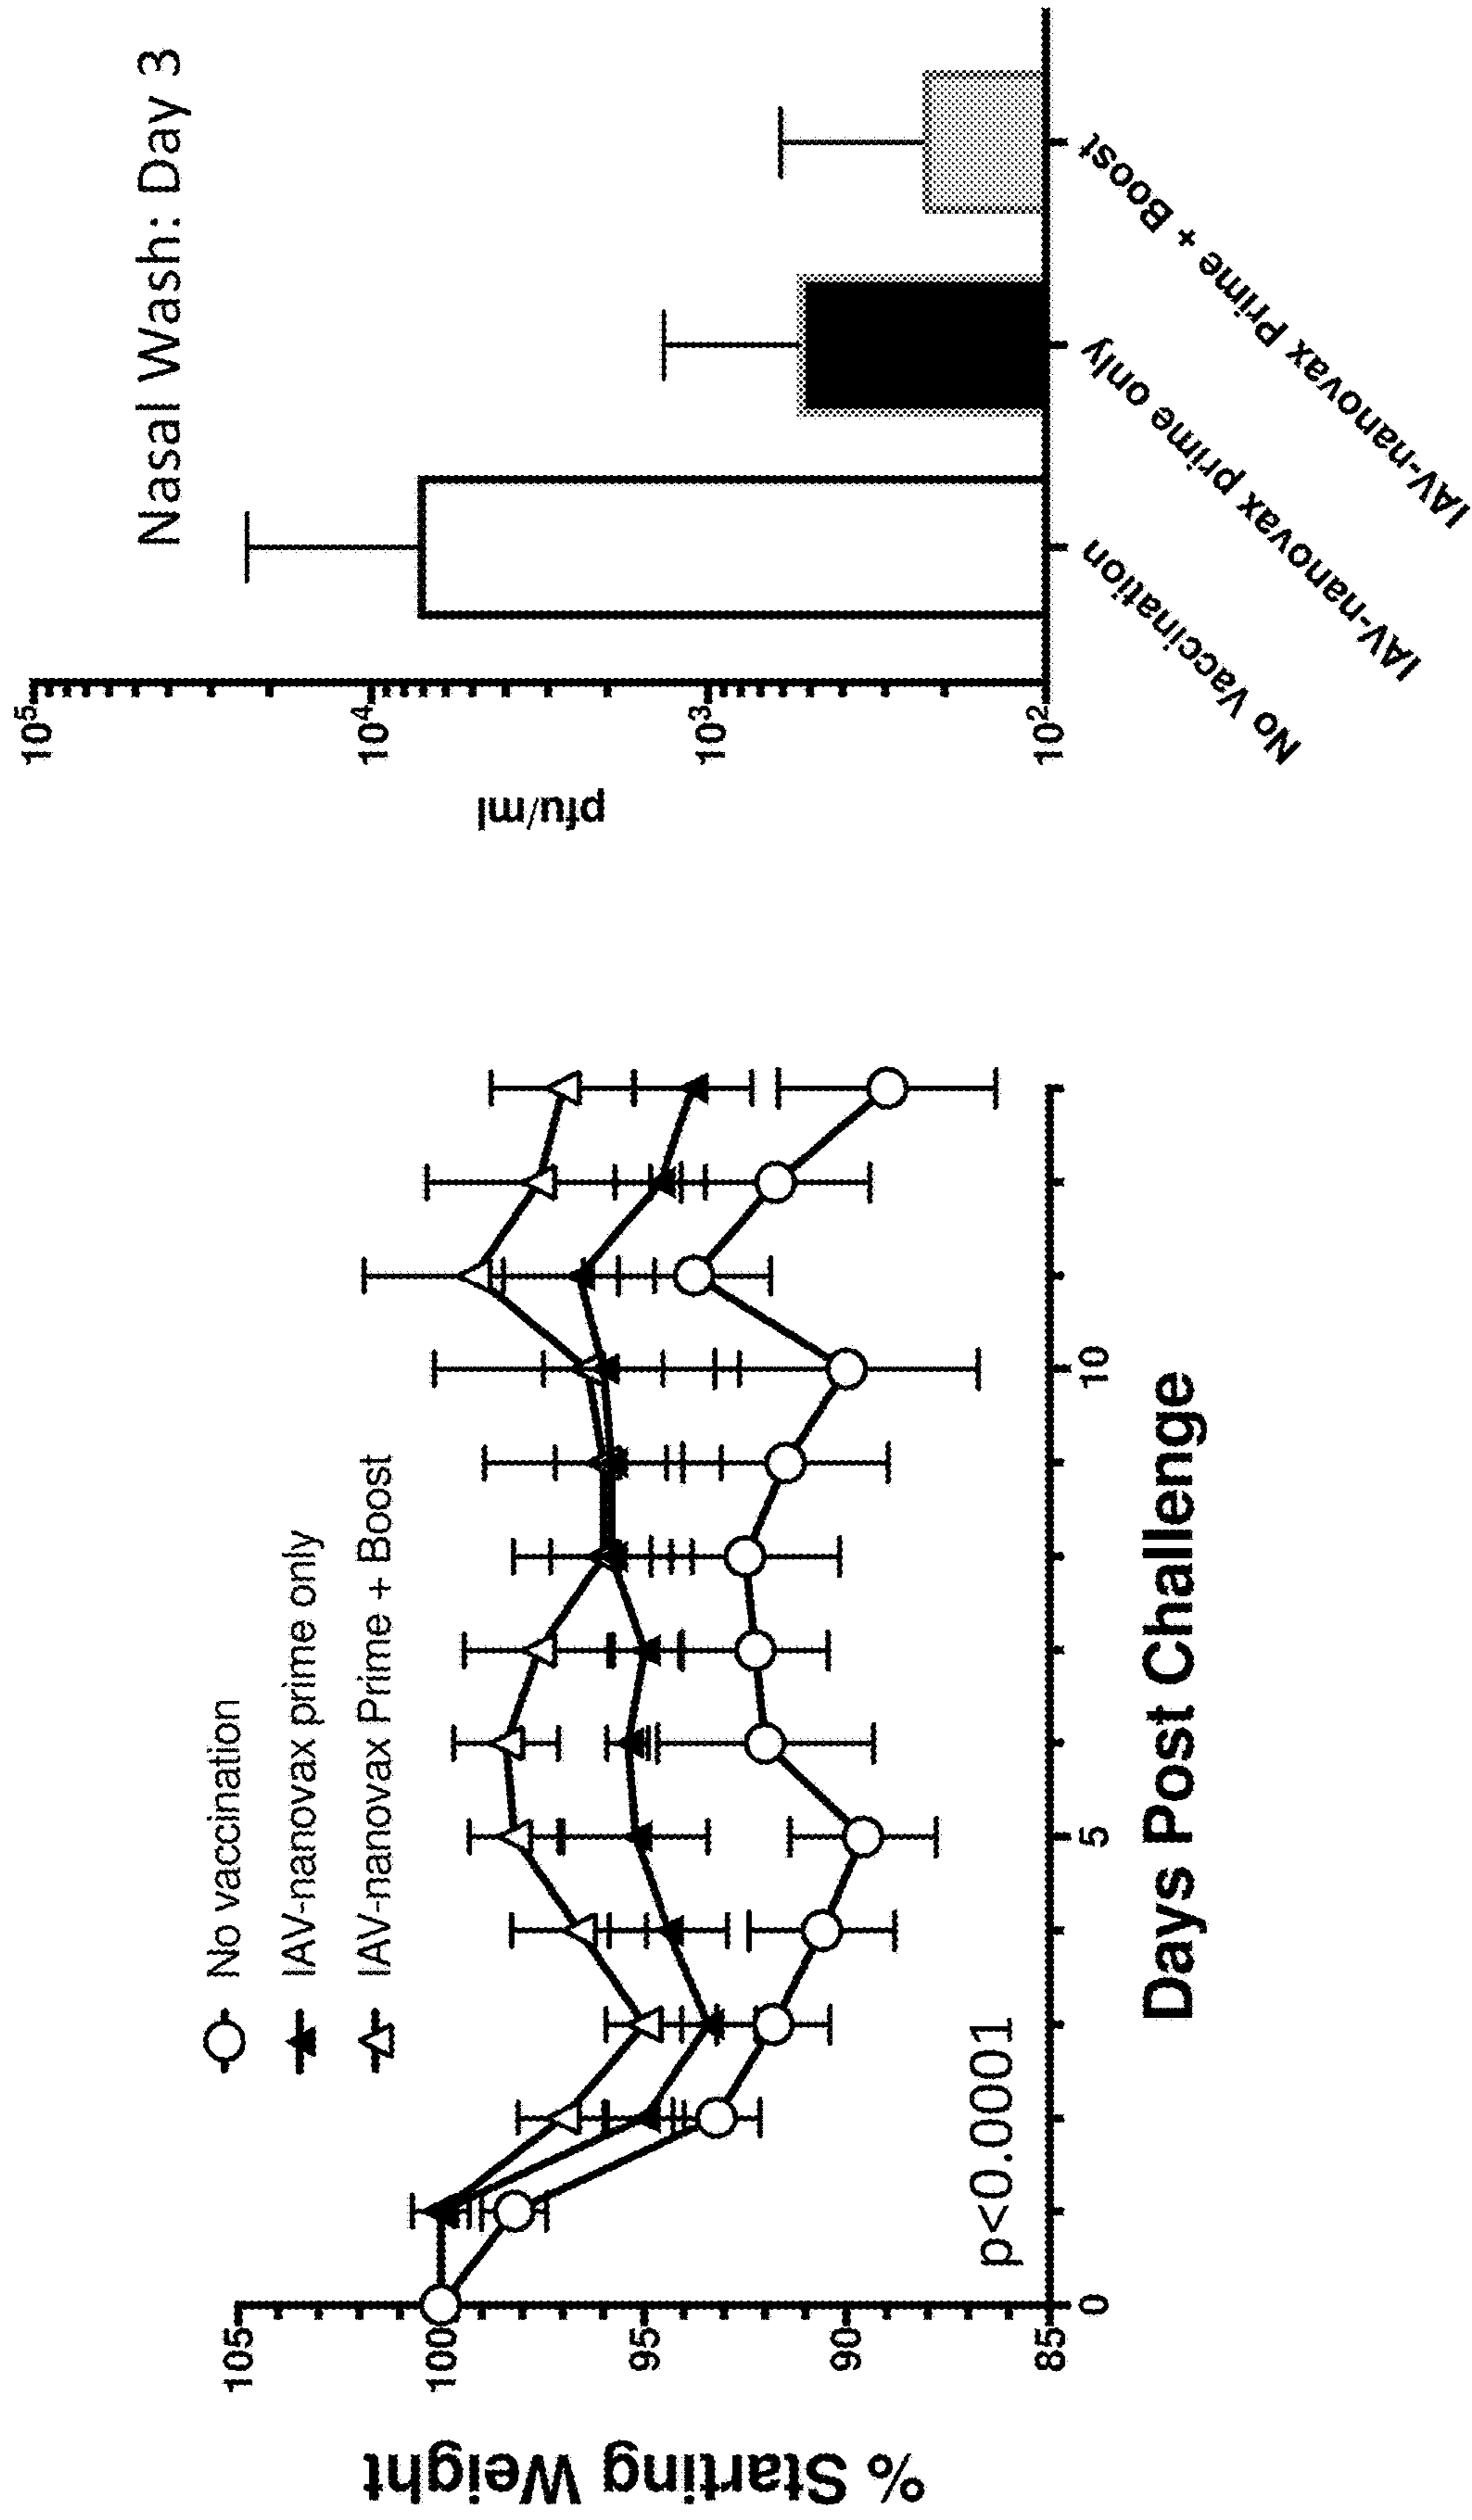 % Starting Weight
105
100
95
90
85
0
5
10
Days Post Challenge
No vaccination
IAV-nanovax prime only
IAV-nanovax Prime + Boost
p<0.0001
Nasal Wash: Day 3
pfu/ml
10⁵
10⁴
10³
10²
No Vaccination
IAV-nanovax prime only
IAV-nanovax Prime + Boost